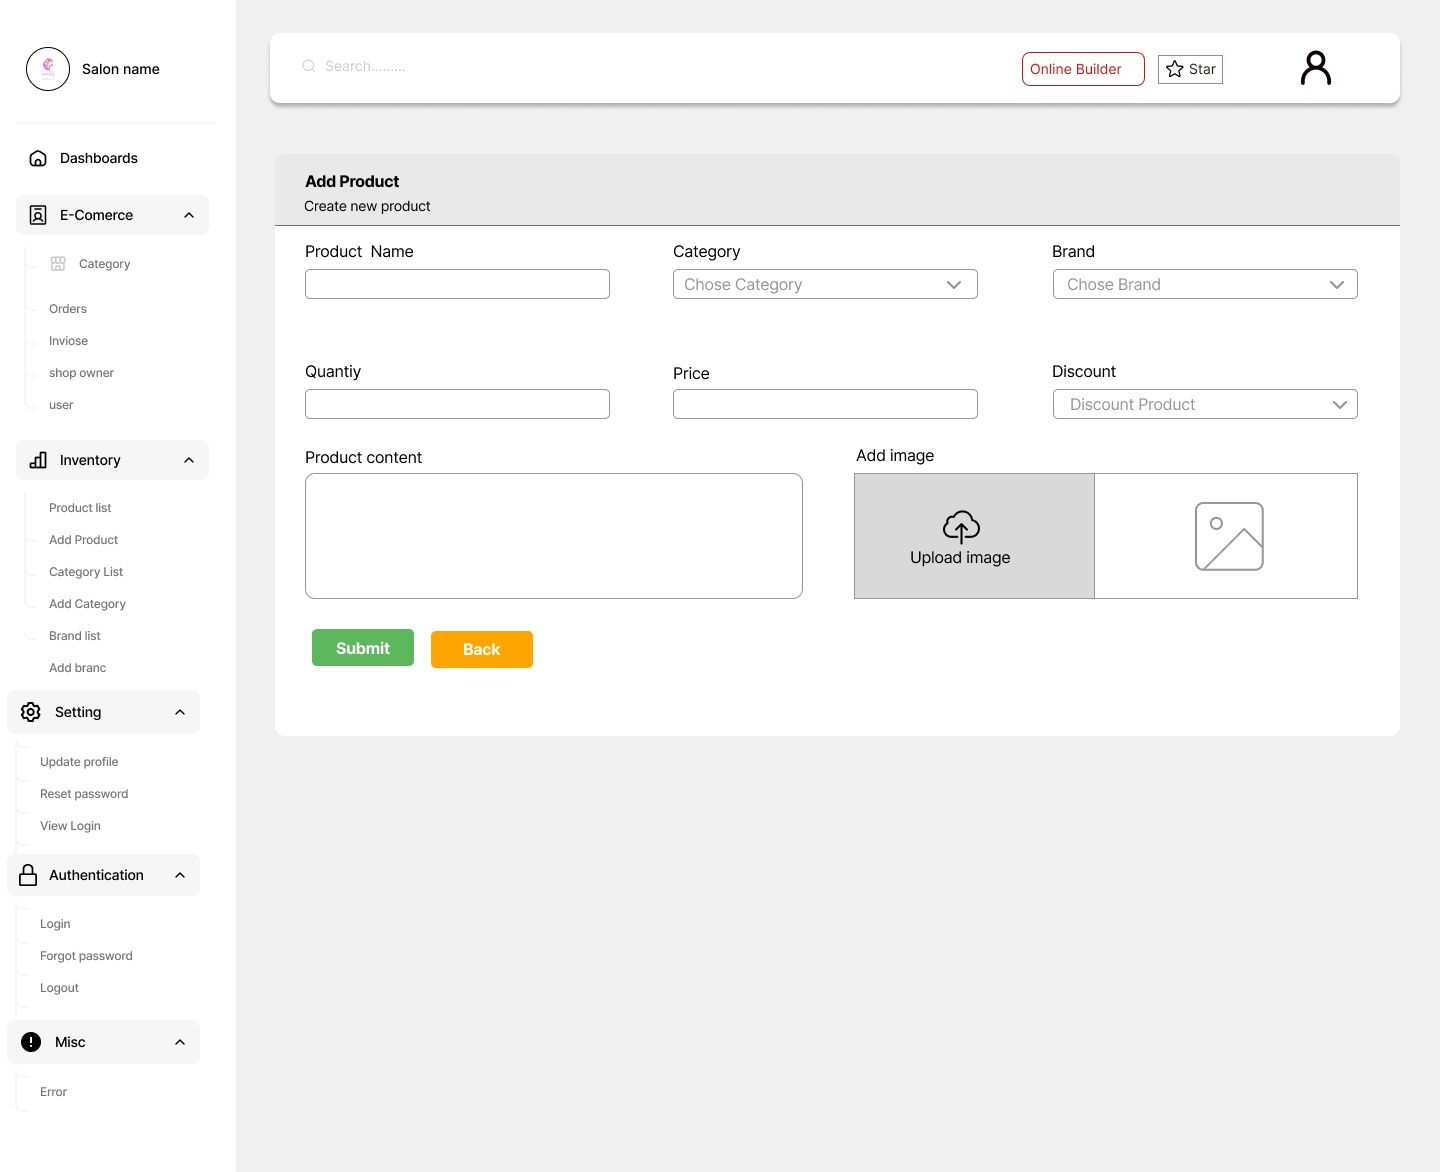 Salon name
Search.........
Online Builder
Star
Dashboards
E-Comerce
Category
Orders
Inviose
shop owner
user
Inventory
Product list
Add Product
Category List
Add Category
Brand list
Add branc
Setting
Update profile
Reset password
View Login
Authentication
Login
Forgot password
Logout
Misc
Error
Add Product
Create new product
Product  Name
Category
Brand
Chose Category
Chose Brand
Quantiy
Price
Discount
Discount Product
Product content
Add image
Upload image
Submit
Back